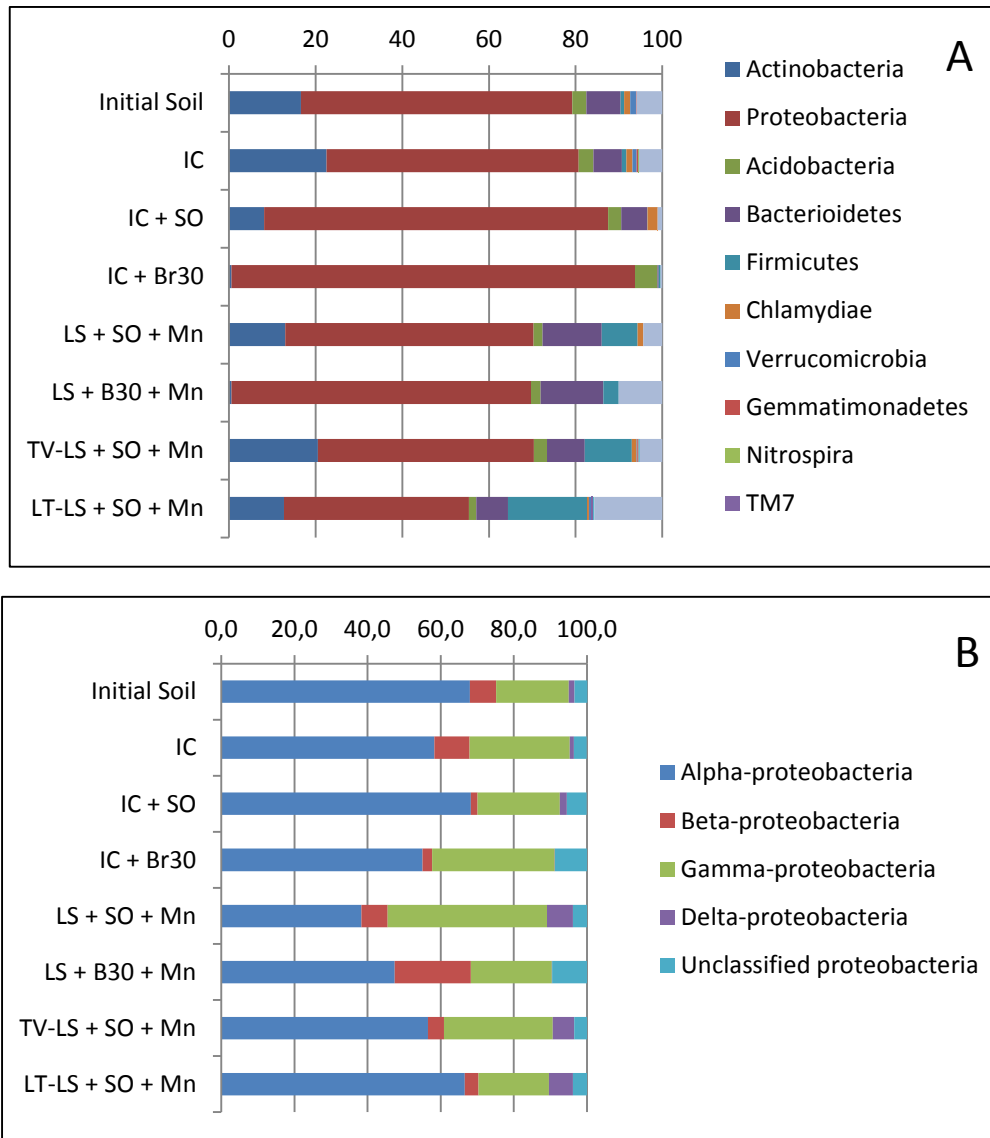 0 20 40 60 80 100
A
Initial Soil
IC
IC + SO
IC + Br30
LS + SO + Mn
LS + B30 + Mn
TV-LS + SO + Mn
LT-LS + SO + Mn
Actinobacteria
Proteobacteria
Acidobacteria
Bacterioidetes
Firmicutes
Chlamydiae
Verrucomicrobia
Gemmatimonadetes
Nitrospira
TM7
0,0 20,0 40,0 60,0 80,0 100,0
B
Initial Soil
IC
IC + SO
IC + Br30
LS + SO + Mn
LS + B30 + Mn
TV-LS + SO + Mn
LT-LS + SO + Mn
Alpha-proteobacteria
Beta-proteobacteria
Gamma-proteobacteria
Delta-proteobacteria
Unclassified proteobacteria